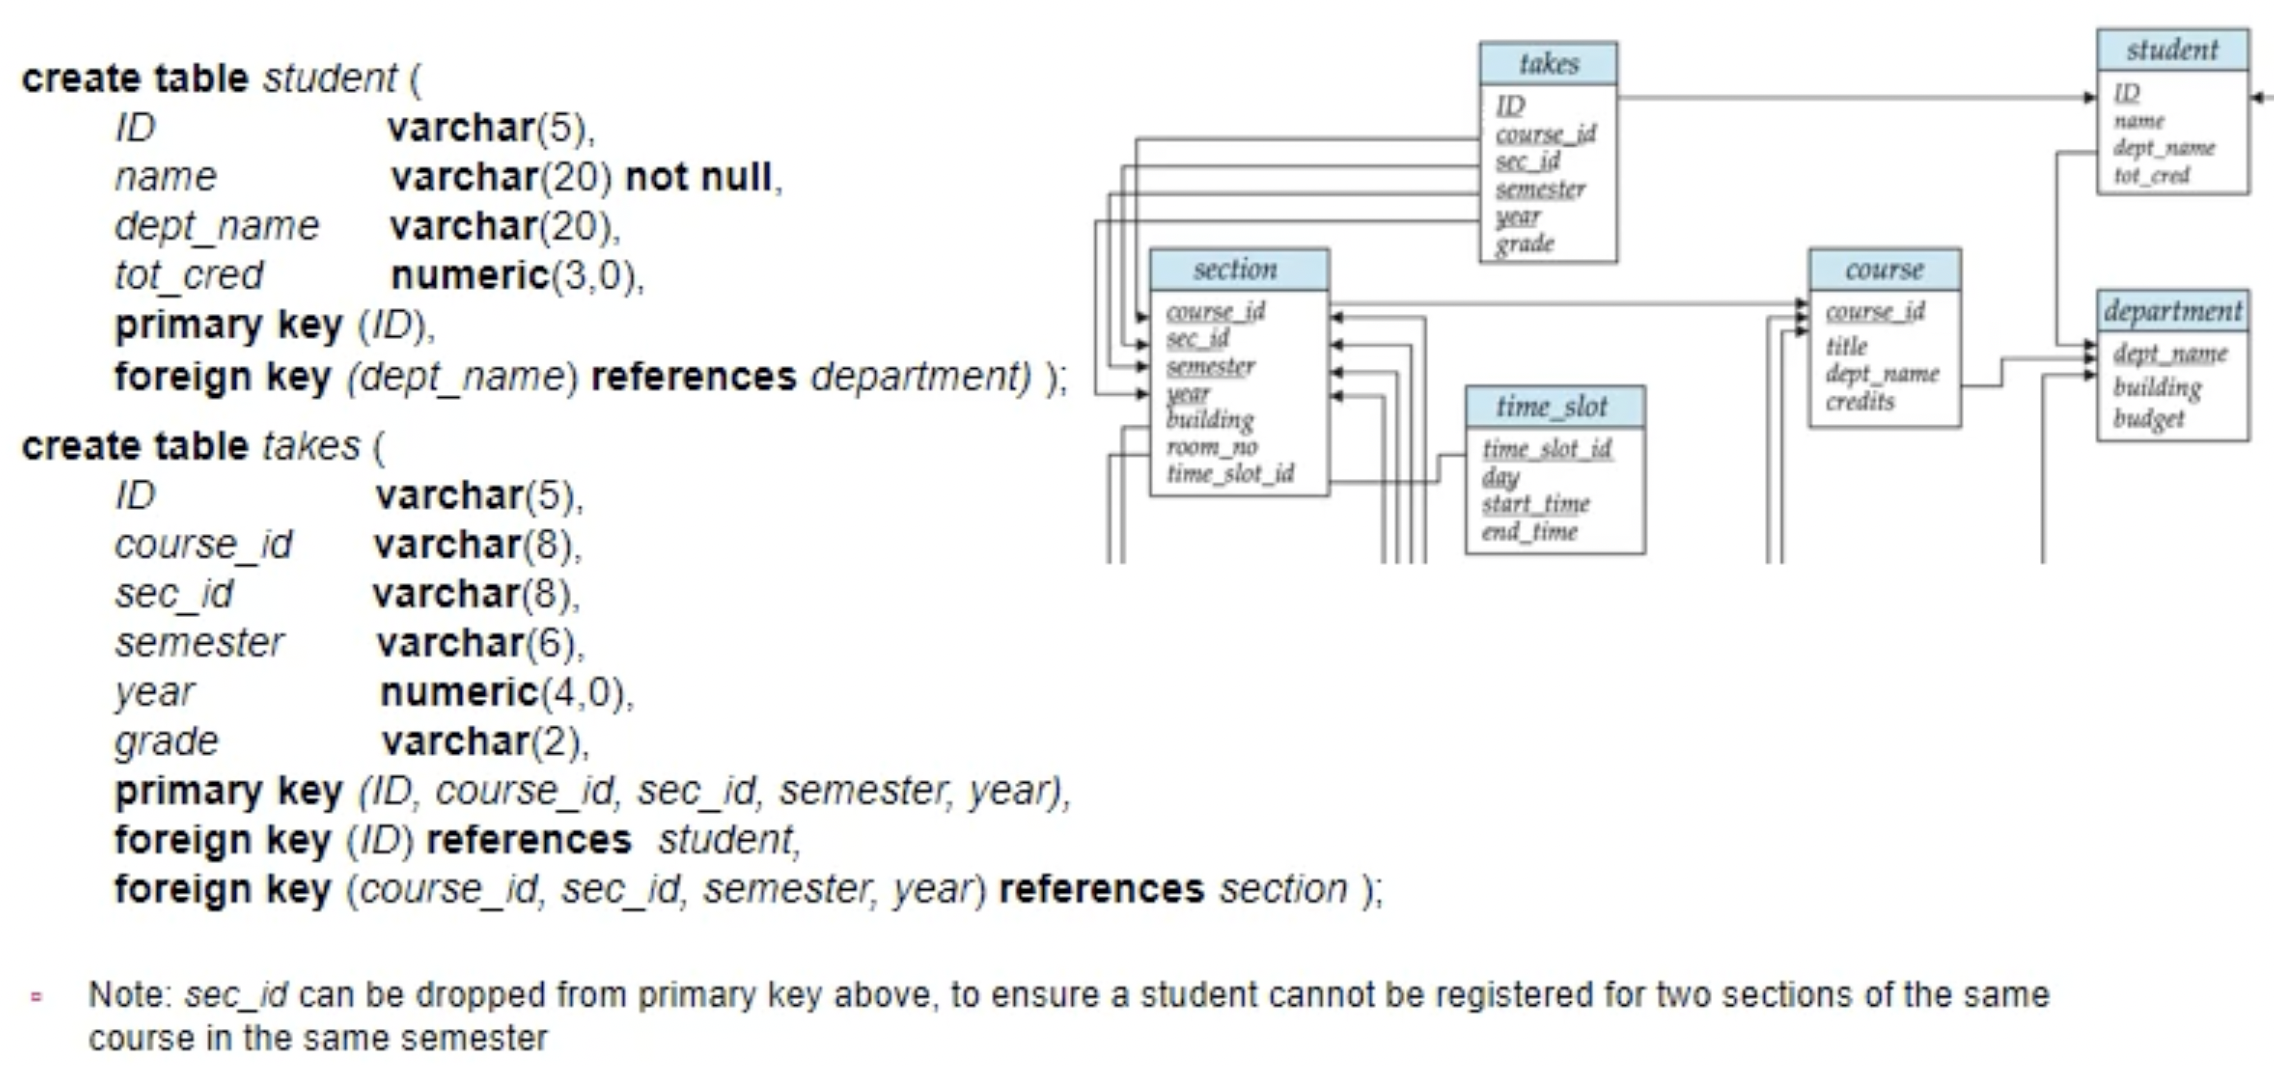 create table student (
ID varchar(5),
name varchar(20) not null,
dept_name varchar(20),
tot_cred numeric(3,0),
primary key (ID),
foreign key (dept_name) references department) );
create table takes (
ID varchar(5),
course_id varchar(8),
sec_id varchar(8),
semester varchar(6),
year numeric(4,0),
grade varchar(2),
primary key (ID, course_id, sec_id, semester, year),
foreign key (ID) references student,
foreign key (course_id, sec_id, semester, year) references section );
Note: sec_id can be dropped from primary key above, to ensure a student cannot be registered for two sections of the same
course in the same semester
takes
ID
course_id
sec_id
semester
year
grade
student
ID
name
dept_name
tot_cred
section
course_id
sec_id
semester
year
building
room_no
time_slot_id
time_slot
time_slot_id
day
start_time
end_time
course
course_id
title
dept_name
credits
department
dept_name
building
budget